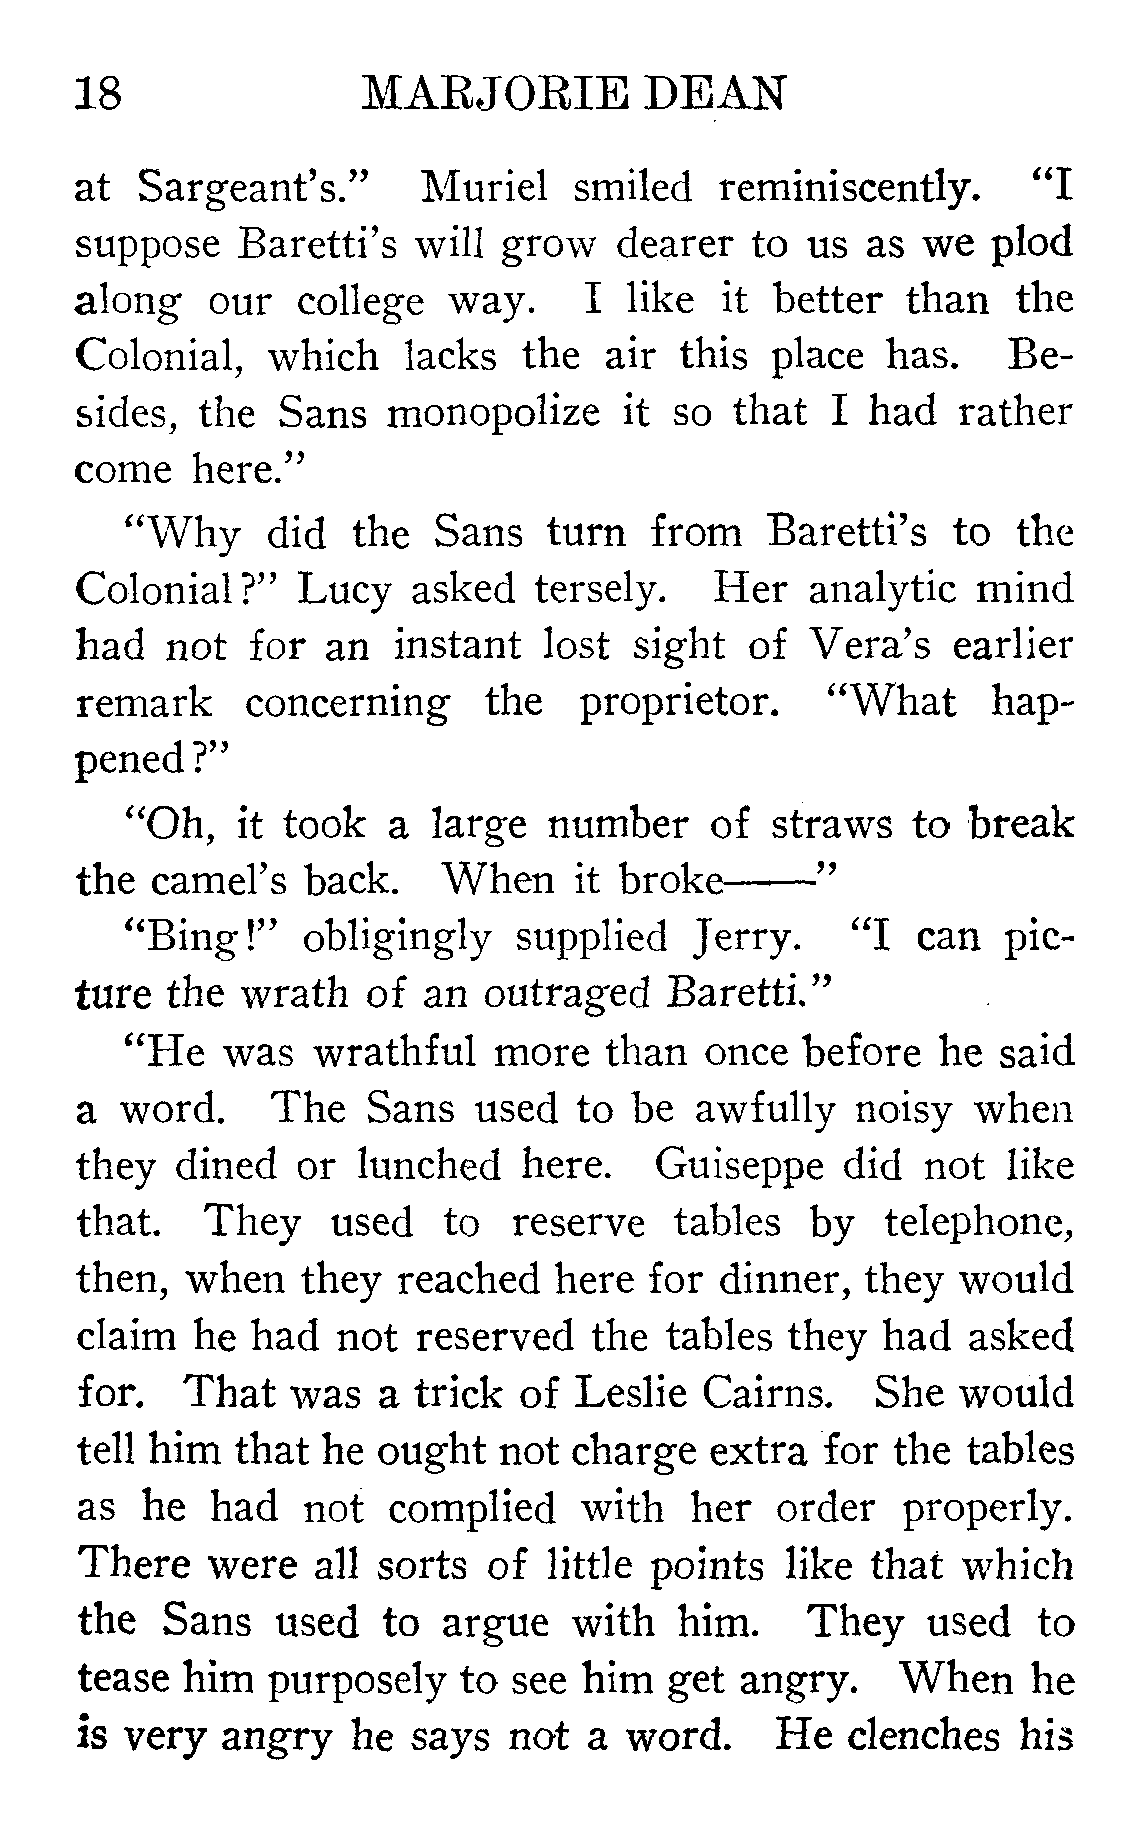 18 MARJORIE DEAN
at Sargeant's." Muriel smiled reminiscently. "I
suppose Baretti's will grow dearer to us as we plod
along our college way. I like it better than the
Colonial, which lacks the air this place has. Be-
sides, the Sans monopolize it so that I had rather
come here."
"Why did the Sans turn from Baretti's to the
Colonial?" Lucy asked tersely. Her analytic mind
had not for an instant lost sight of Vera's earlier
remark concerning the proprietor. "What hap-
pened?"
"Oh, it took a large number of straws to break
the camel's back. When it broke——"
"Bing!" obligingly supplied Jerry. "I can pic-
ture the wrath of an outraged Baretti."
"He was wrathful more than once before he said
a word. The Sans used to be awfully noisy when
they dined or lunched here. Guiseppe did not like
that. They used to reserve tables by telephone,
then, when they reached here for dinner, they would
claim he had not reserved the tables they had asked
for. That was a trick of Leslie Cairns. She would
tell him that he ought not charge extra for the tables
as he had not complied with her order properly.
There were all sorts of little points like that which
the Sans used to argue with him. They used to
tease him purposely to see him get angry. When he
is very angry he says not a word. He clenches his